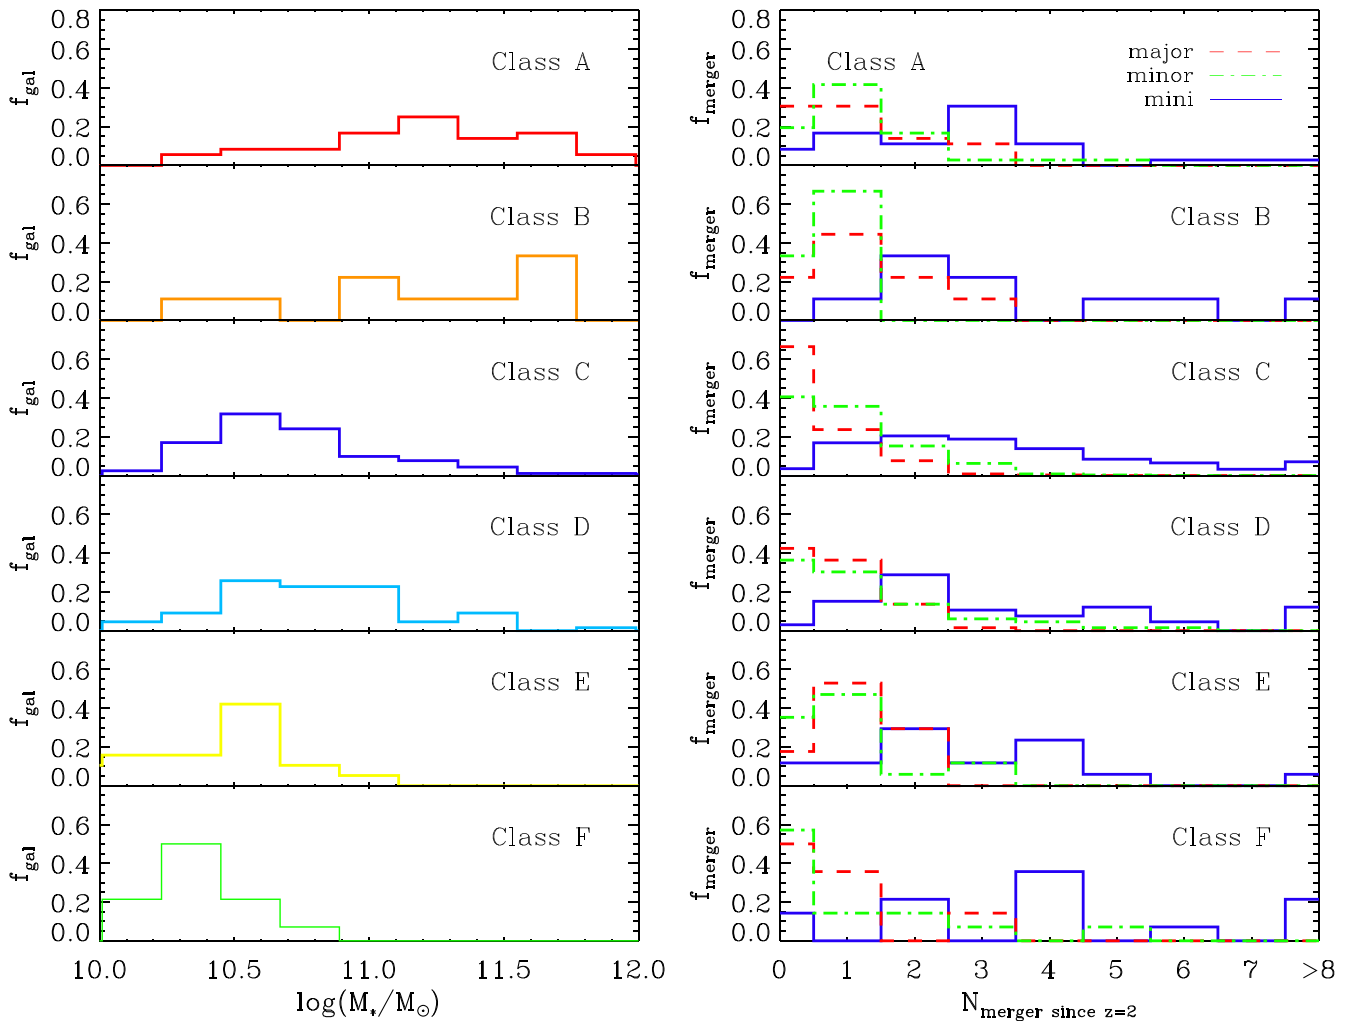 0.8
0.6
0.4
0.2
0.0
f_gal
Class A
0.6
0.4
0.2
0.0
f_gal
Class B
0.6
0.4
0.2
0.0
f_gal
Class C
0.6
0.4
0.2
0.0
f_gal
Class D
0.6
0.4
0.2
0.0
f_gal
Class E
0.6
0.4
0.2
0.0
f_gal
Class F
10.0 10.5 11.0 11.5 12.0
log(M_*/M_⊙)
0.8
0.6
0.4
0.2
0.0
f_merger
Class A
major
minor
mini
0.6
0.4
0.2
0.0
f_merger
Class B
0.6
0.4
0.2
0.0
f_merger
Class C
0.6
0.4
0.2
0.0
f_merger
Class D
0.6
0.4
0.2
0.0
f_merger
Class E
0.6
0.4
0.2
0.0
f_merger
Class F
0 1 2 3 4 5 6 7 >8
N_merger since z=2